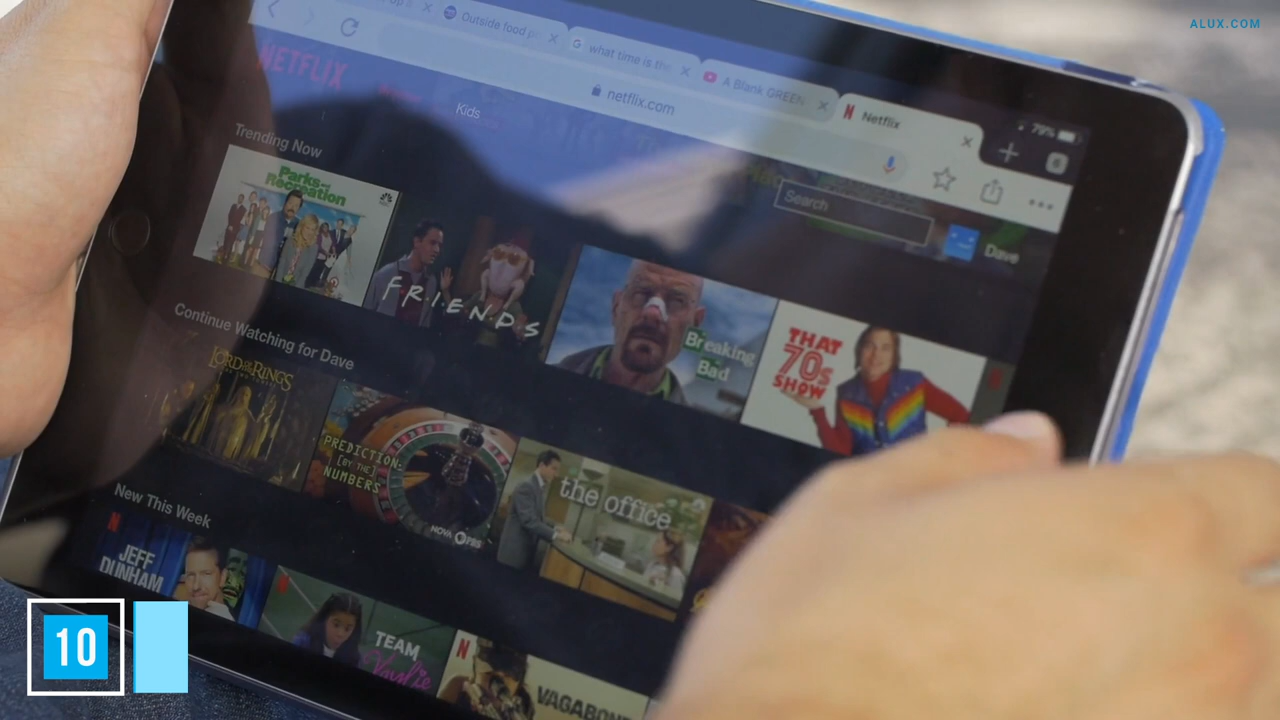 ALUX.COM
Outside food
what time is the
A Blank GREEN
Netflix
79%
6
netflix.com
NETFLIX
Kids
Search
Dave
Trending Now
Parks and Recreation
FRIENDS
Breaking
Bad
THAT
70s
SHOW
Continue Watching for Dave
LORD OF THE RINGS
PREDICTION:
[BY THE]
NUMBERS
NOVA PBS
the office
New This Week
JEFF
DUNHAM
TEAM
Kaylie
VAGABOND
10